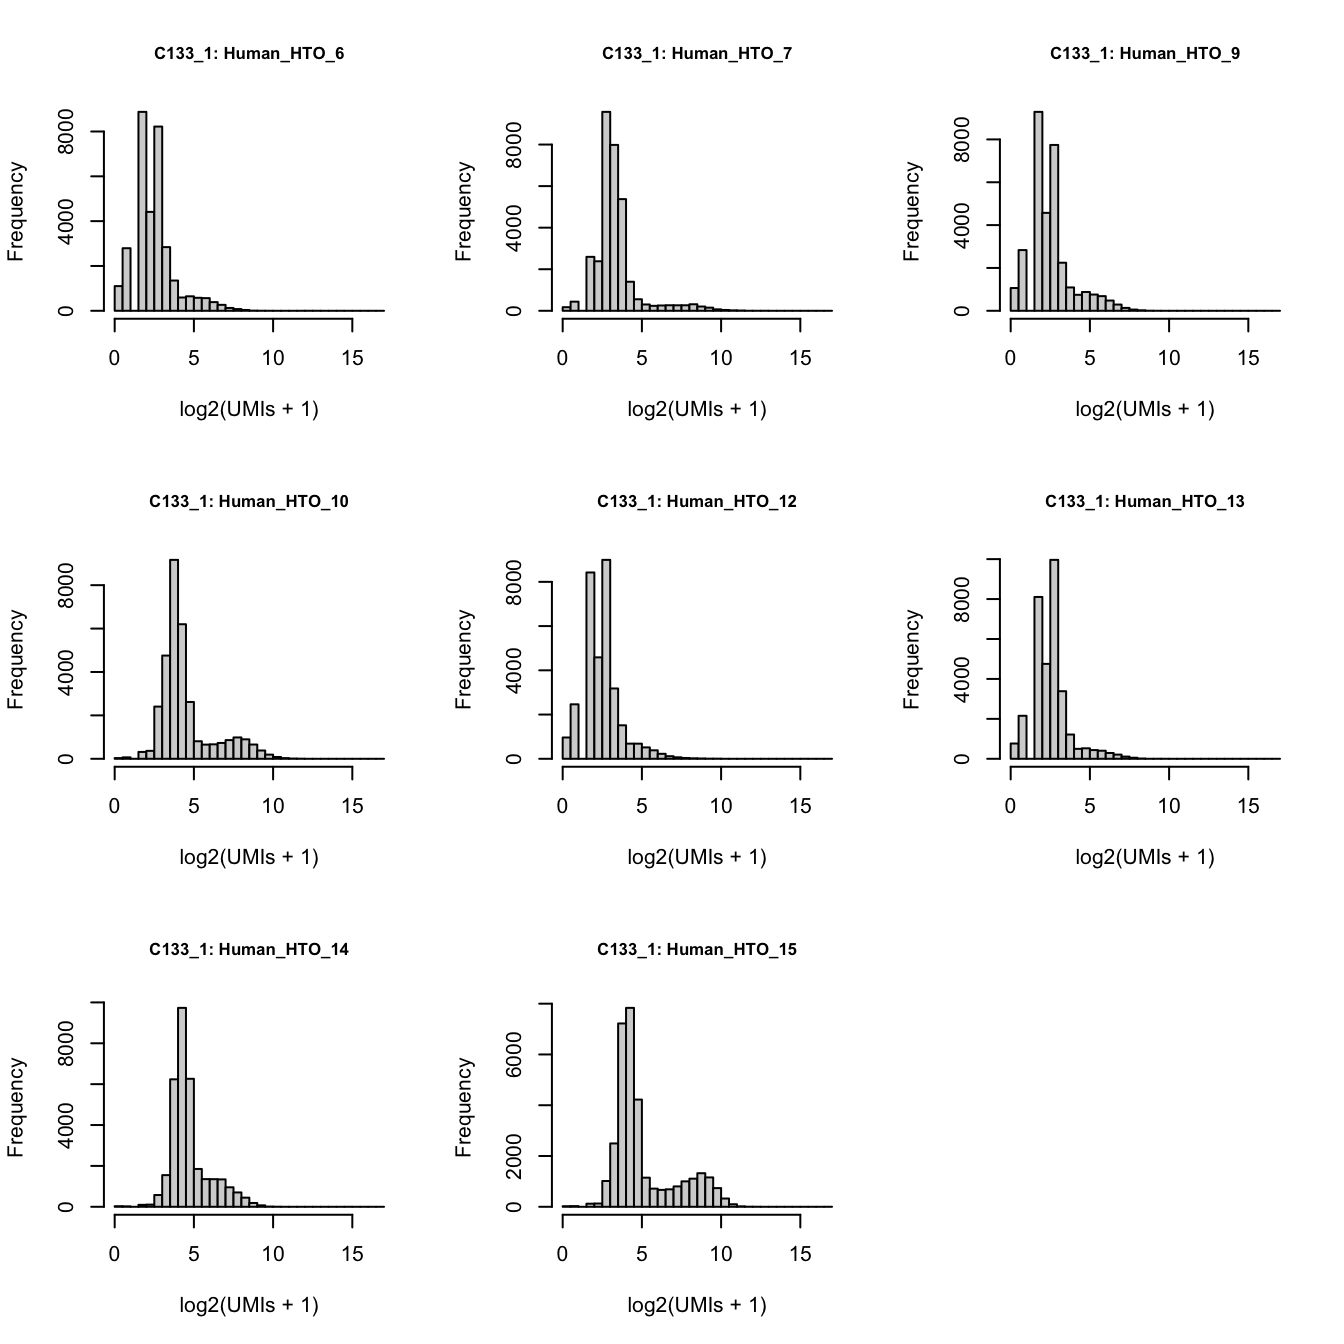 C133_1: Human_HTO_6
Frequency
0
4000
8000
0 5 10 15
log2(UMIs + 1)
C133_1: Human_HTO_7
Frequency
0
4000
8000
0 5 10 15
log2(UMIs + 1)
C133_1: Human_HTO_9
Frequency
0
4000
8000
0 5 10 15
log2(UMIs + 1)
C133_1: Human_HTO_10
Frequency
0
4000
8000
0 5 10 15
log2(UMIs + 1)
C133_1: Human_HTO_12
Frequency
0
4000
8000
0 5 10 15
log2(UMIs + 1)
C133_1: Human_HTO_13
Frequency
0
4000
8000
0 5 10 15
log2(UMIs + 1)
C133_1: Human_HTO_14
Frequency
0
4000
8000
0 5 10 15
log2(UMIs + 1)
C133_1: Human_HTO_15
Frequency
0
2000
6000
0 5 10 15
log2(UMIs + 1)